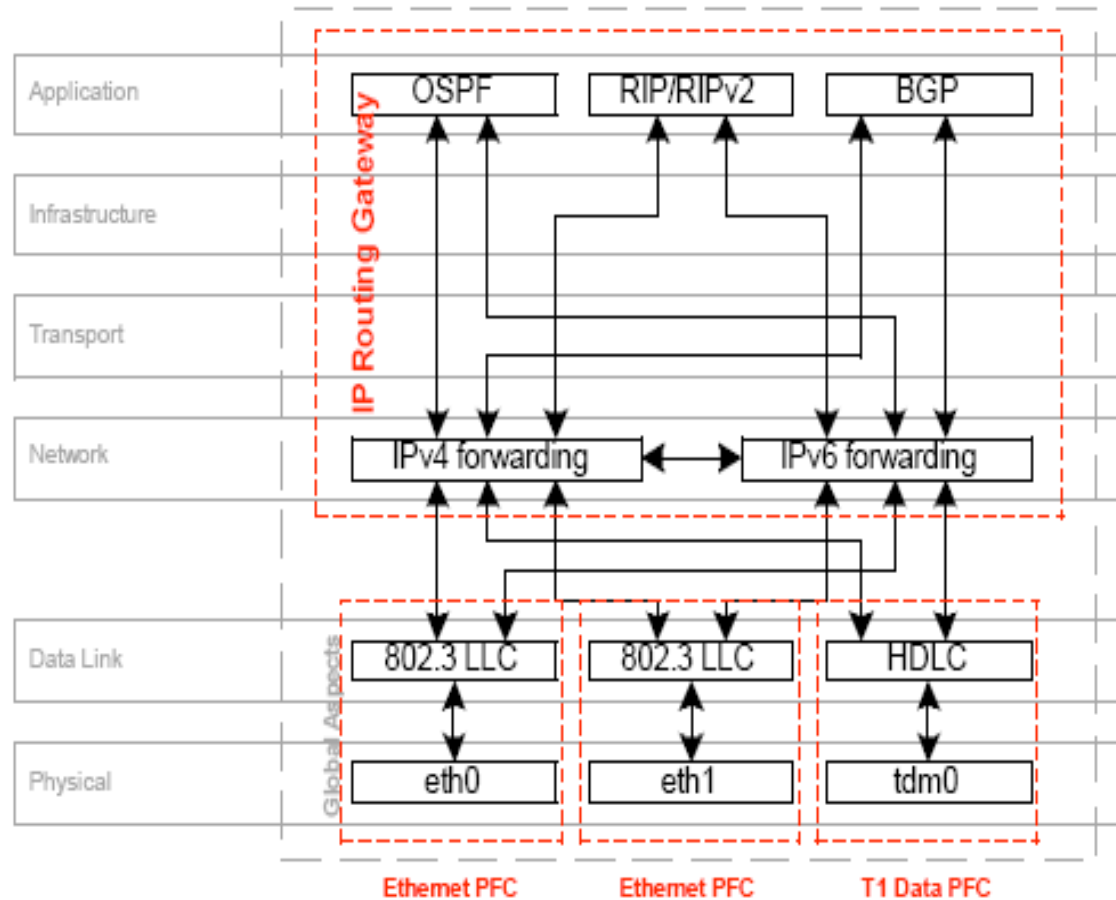 Application
OSPF
RIP/RIPv2
BGP
Infrastructure
IP Routing Gateway
Transport
Network
IPv4 forwarding
IPv6 forwarding
Data Link
802.3 LLC
802.3 LLC
HDLC
Global Aspects
Physical
eth0
eth1
tdm0
Ethernet PFC
Ethernet PFC
T1 Data PFC